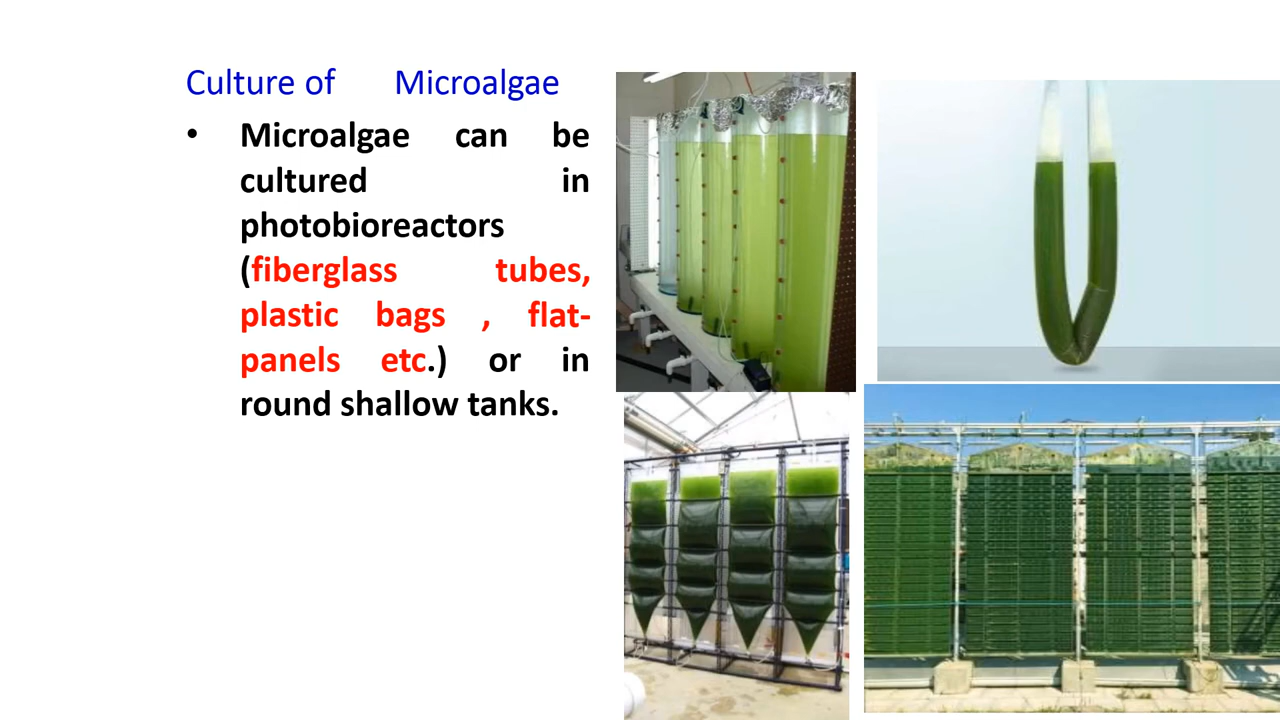 Culture of Microalgae
• Microalgae can be
cultured in
photobioreactors
(fiberglass tubes,
plastic bags , flat-
panels etc.) or in
round shallow tanks.